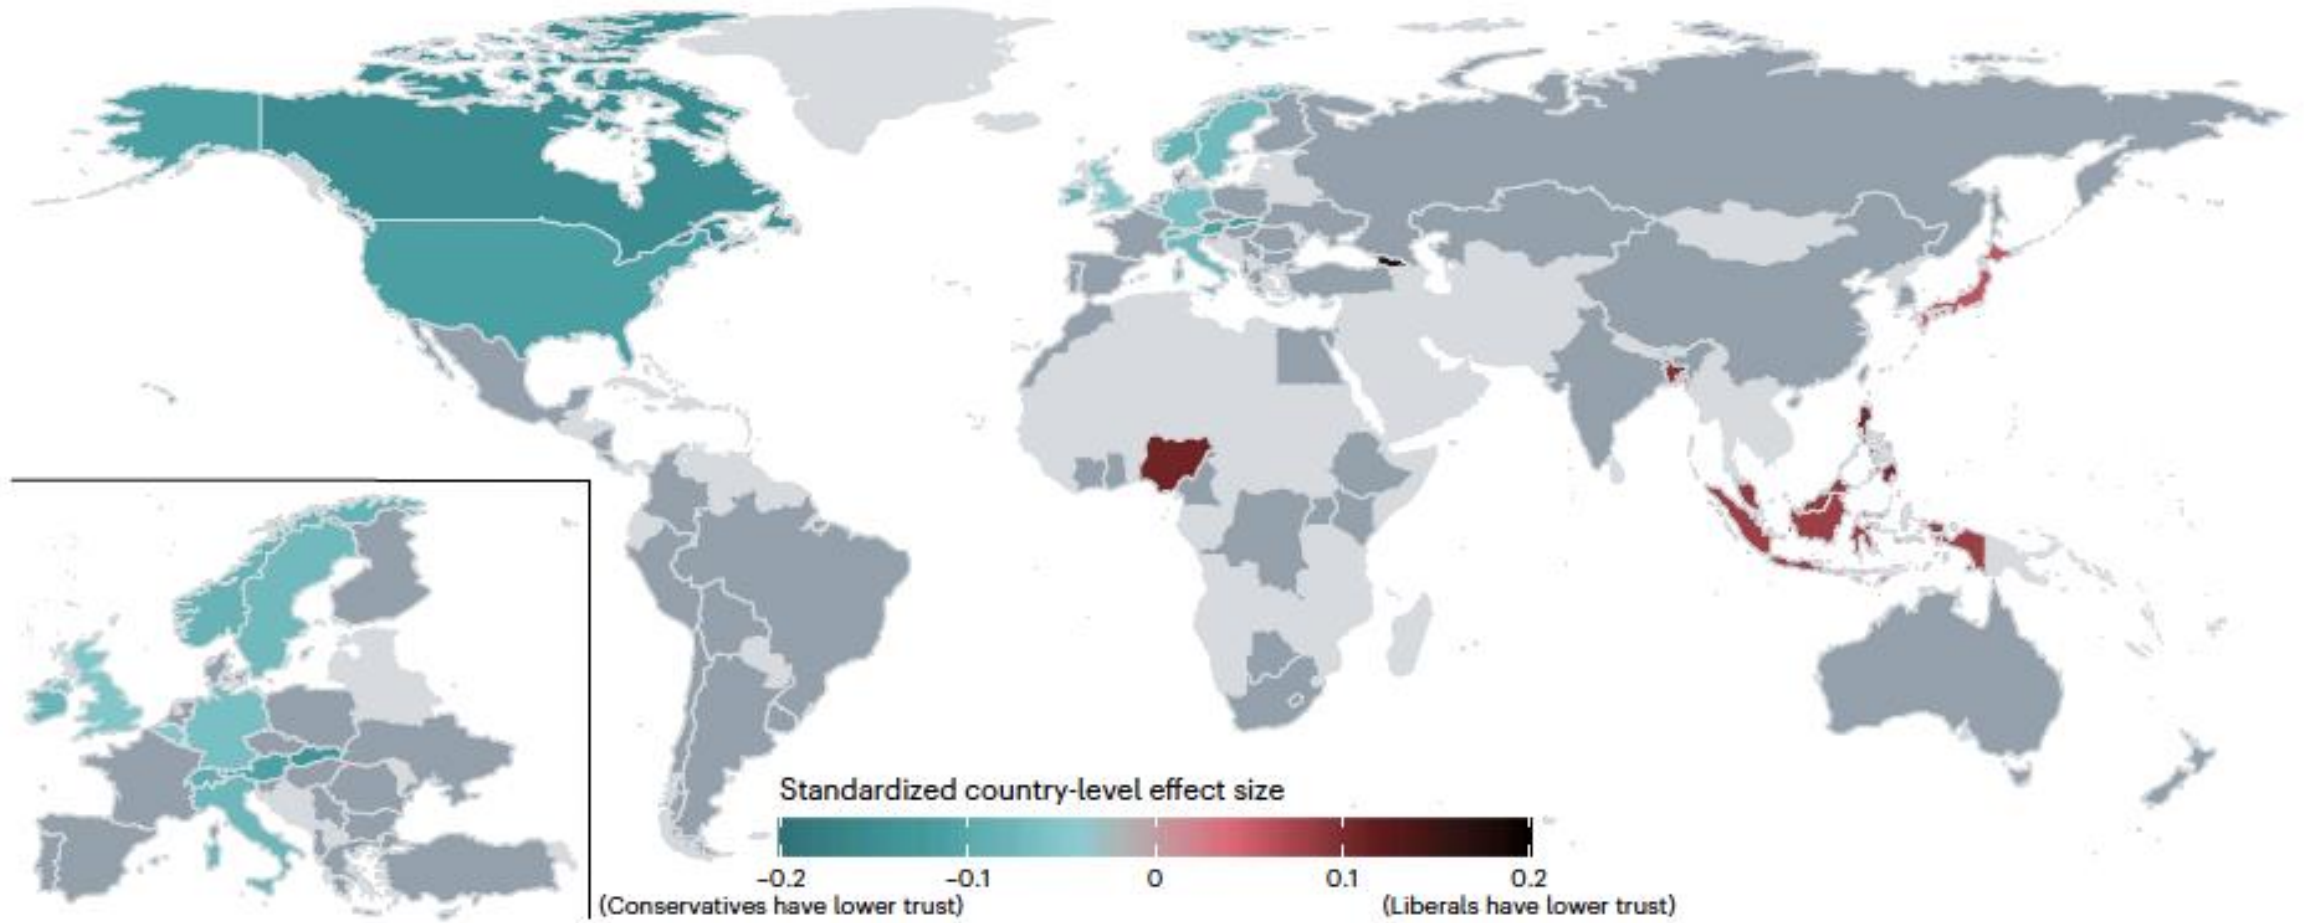 Standardized country-level effect size
–0.2 –0.1 0 0.1 0.2
(Conservatives have lower trust) (Liberals have lower trust)